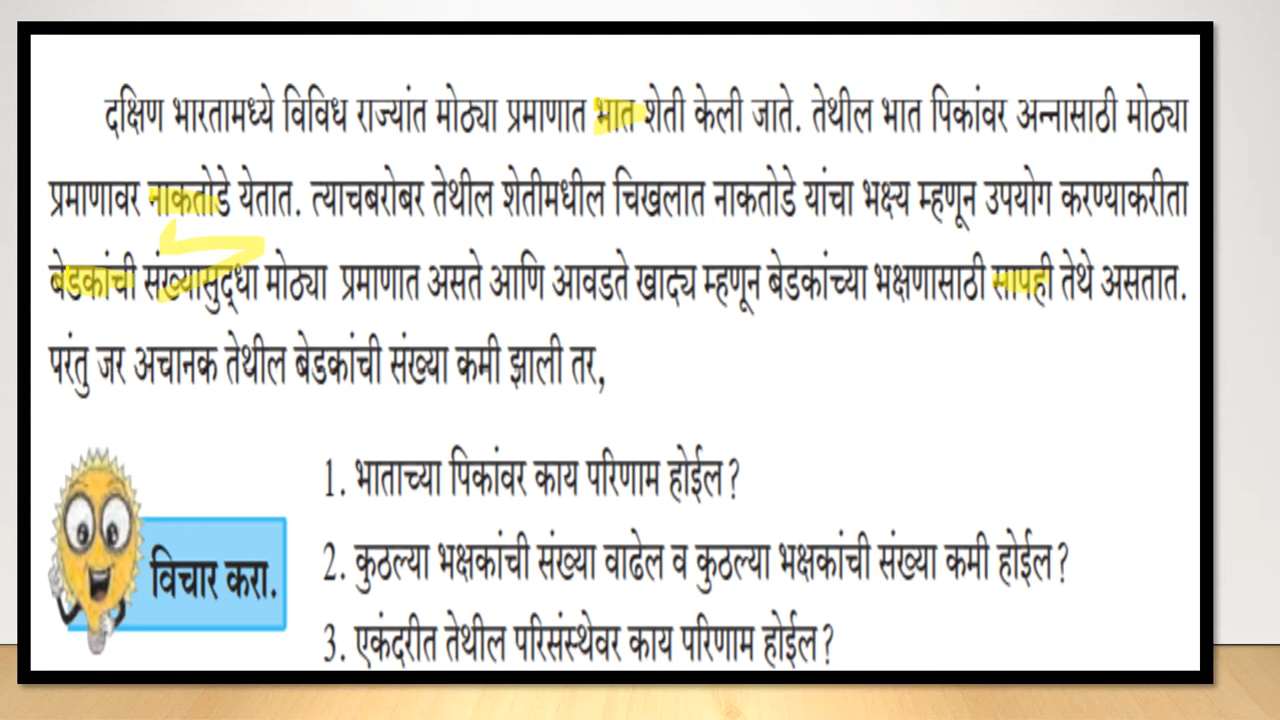 दक्षिण भारतामध्ये विविध राज्यांत मोठ्या प्रमाणात भात शेती केली जाते. तेथील भात पिकांवर अन्नासाठी मोठ्या
प्रमाणावर नाकतोडे येतात. त्याचबरोबर तेथील शेतीमधील चिखलात नाकतोडे यांचा भक्ष्य म्हणून उपयोग करण्याकरीता
बेडकांची संख्यासुद्धा मोठ्या प्रमाणात असते आणि आवडते खाद्य म्हणून बेडकांच्या भक्षणासाठी सापही तेथे असतात.
परंतु जर अचानक तेथील बेडकांची संख्या कमी झाली तर,
1. भाताच्या पिकांवर काय परिणाम होईल?
विचार करा.
2. कुठल्या भक्षकांची संख्या वाढेल व कुठल्या भक्षकांची संख्या कमी होईल?
3. एकंदरीत तेथील परिसंस्थेवर काय परिणाम होईल?